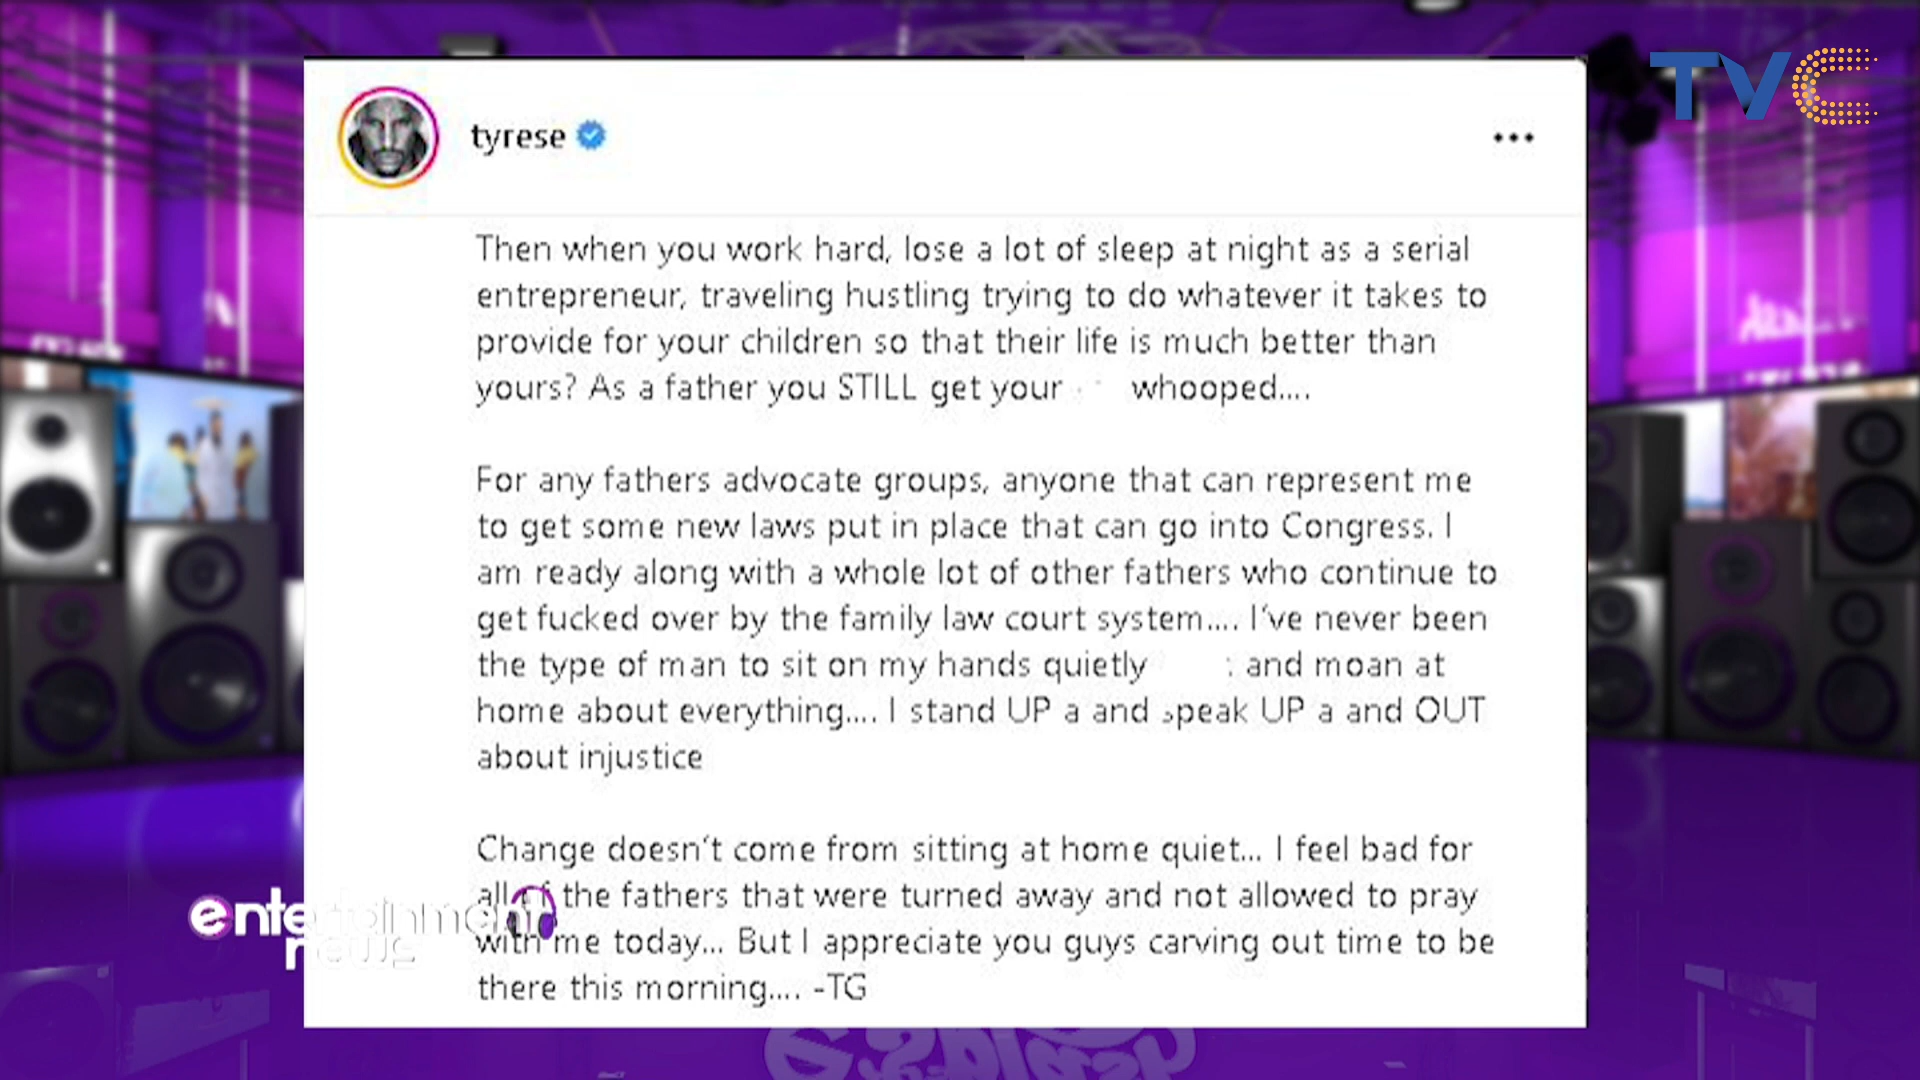 TVC
tyrese
Then when you work hard, lose a lot of sleep at night as a serial
entrepreneur, traveling hustling trying to do whatever it takes to
provide for your children so that their life is much better than
yours? As a father you STILL get your whooped....
For any fathers advocate groups, anyone that can represent me
to get some new laws put in place that can go into Congress. I
am ready along with a whole lot of other fathers who continue to
get fucked over by the family law court system.... I've never been
the type of man to sit on my hands quietly and moan at
home about everything.... I stand UP a and speak UP a and OUT
about injustice
Change doesn't come from sitting at home quiet... I feel bad for
all of the fathers that were turned away and not allowed to pray
with me today... But I appreciate you guys carving out time to be
there this morning.... -TG
entertainment
news